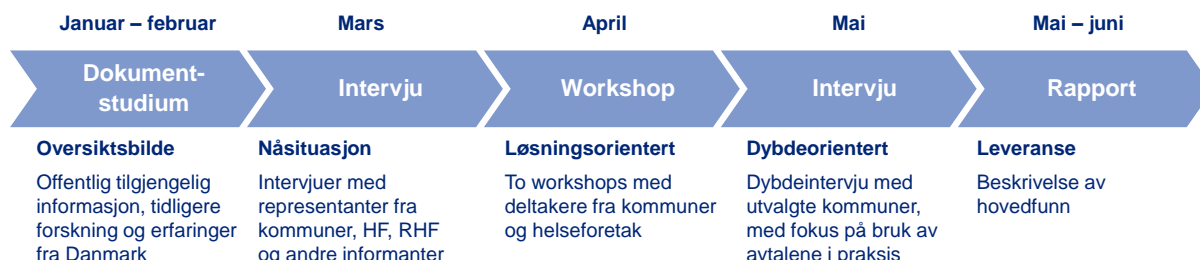 Januar – februar
Mars
April
Mai
Mai – juni
Dokument-
studium
Intervju
Workshop
Intervju
Rapport
Oversiktsbilde
Offentlig tilgjengelig
informasjon, tidligere
forskning og erfaringer
fra Danmark
Nåsituasjon
Intervjuer med
representanter fra
kommuner, HF, RHF
og andre informanter
Løsningsorientert
To workshops med
deltakere fra kommuner
og helseforetak
Dybdeorientert
Dybdeintervju med
utvalgte kommuner,
med fokus på bruk av
avtalene i praksis
Leveranse
Beskrivelse av
hovedfunn